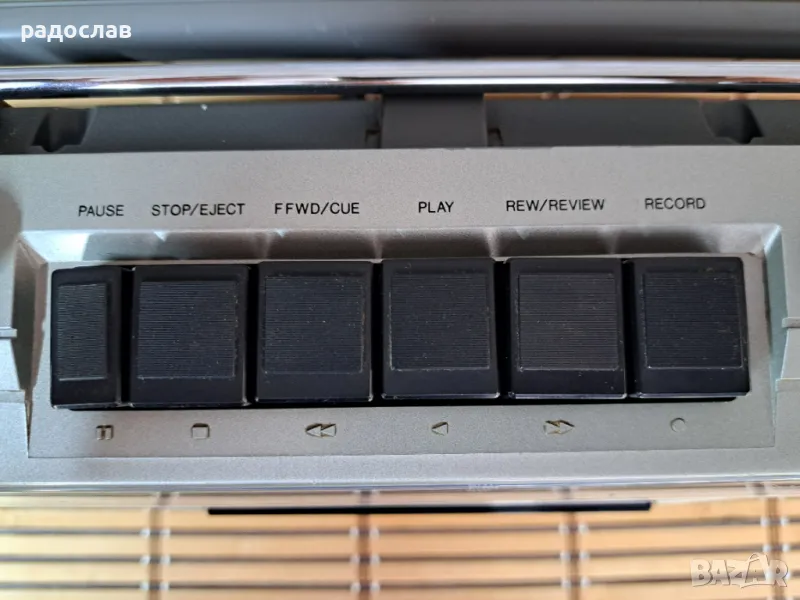 радослав
PAUSE STOP/EJECT FFWD/CUE PLAY REW/REVIEW RECORD
BAZAR